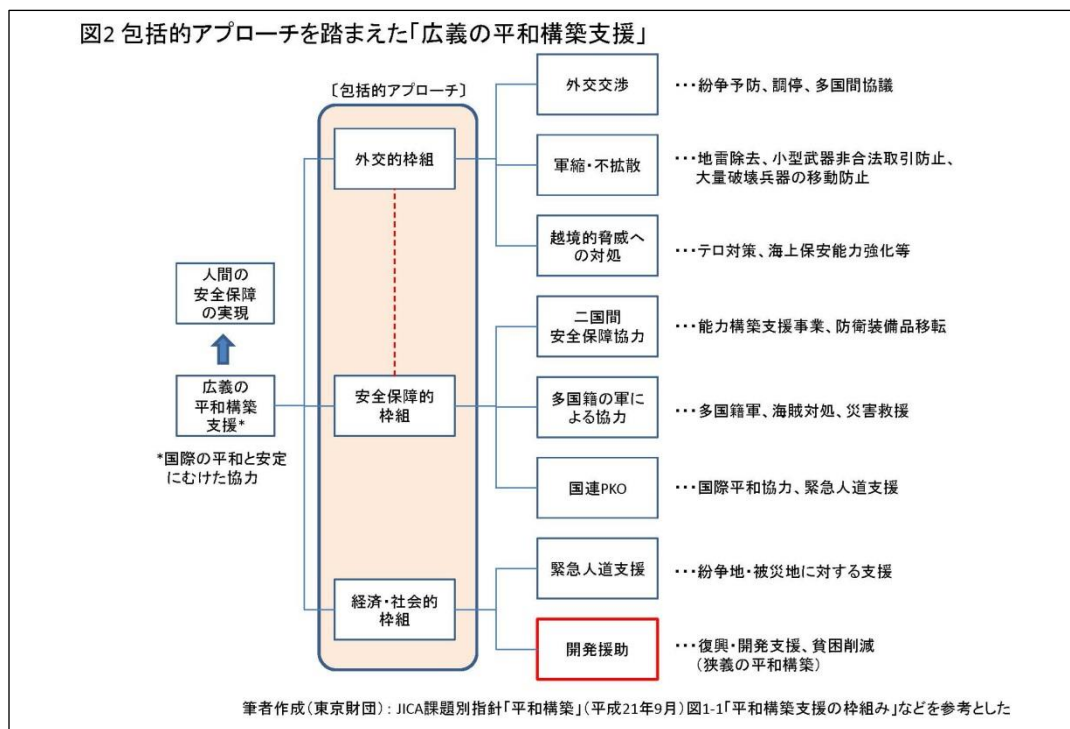 図2 包括的アプローチを踏まえた「広義の平和構築支援」
〔包括的アプローチ〕
人間の
安全保障
の実現
広義の
平和構築
支援*
*国際の平和と安定
にむけた協力
外交的枠組
安全保障的
枠組
経済・社会的
枠組
外交交渉
・・・紛争予防、調停、多国間協議
軍縮・不拡散
・・・地雷除去、小型武器非合法取引防止、
大量破壊兵器の移動防止
越境的脅威へ
の対処
・・・テロ対策、海上保安能力強化等
二国間
安全保障協力
・・・能力構築支援事業、防衛装備品移転
多国籍の軍に
よる協力
・・・多国籍軍、海賊対処、災害救援
国連PKO
・・・国際平和協力、緊急人道支援
緊急人道支援
・・・紛争地・被災地に対する支援
開発援助
・・・復興・開発支援、貧困削減
(狭義の平和構築)
筆者作成(東京財団):JICA課題別指針「平和構築」(平成21年9月)図1-1「平和構築支援の枠組み」などを参考とした